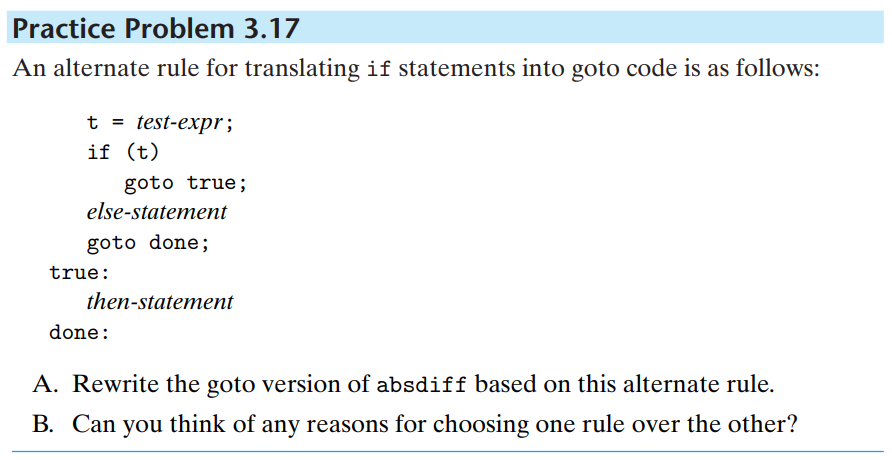 Practice Problem 3.17
An alternate rule for translating if statements into goto code is as follows:
t = test-expr;
if (t)
goto true;
else-statement
goto done;
true:
then-statement
done:
A. Rewrite the goto version of absdiff based on this alternate rule.
B. Can you think of any reasons for choosing one rule over the other?